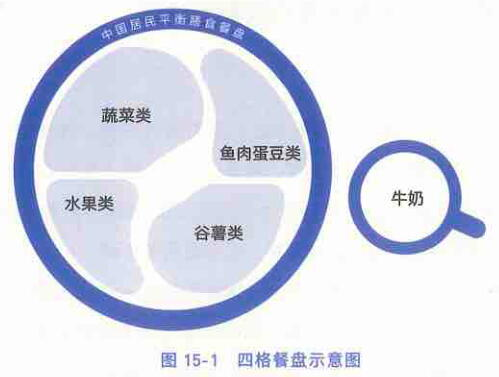 中国居民平衡膳食餐盘
蔬菜类
鱼肉蛋豆类
水果类
谷薯类
牛奶
图 15-1 四格餐盘示意图